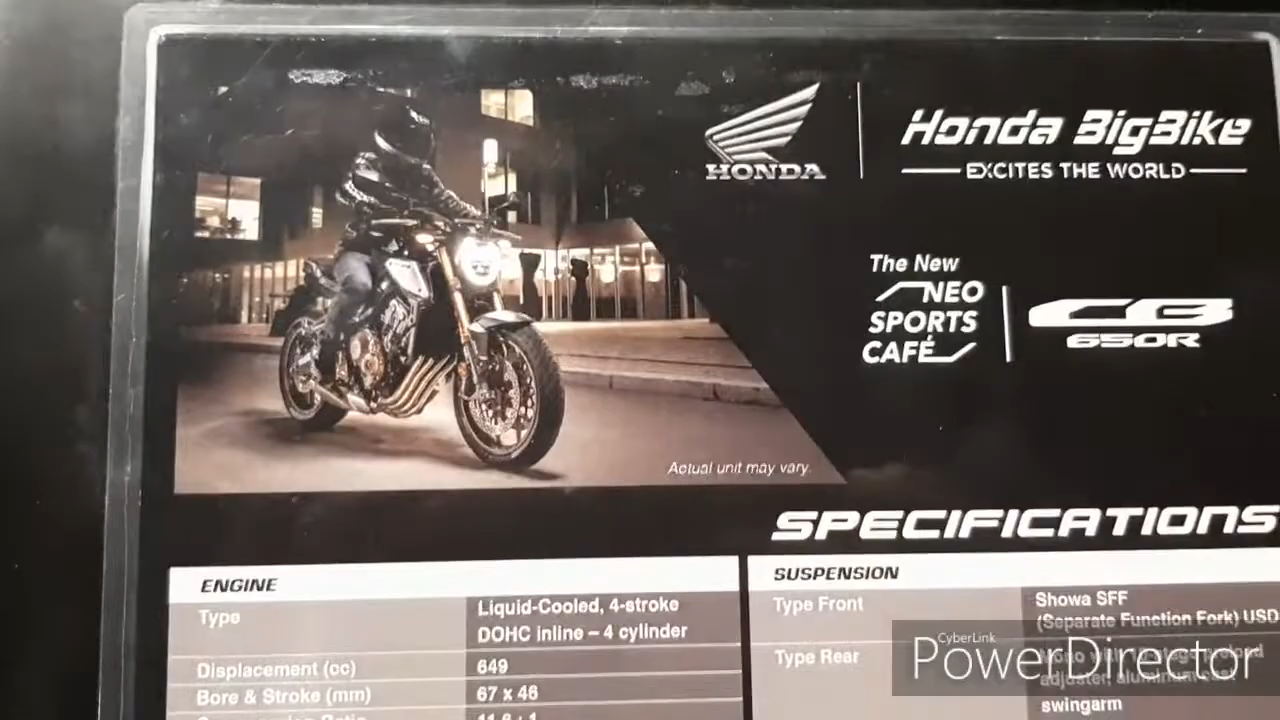 HONDA
Honda BigBike
EXCITES THE WORLD
The New
NEO
SPORTS
CAFÉ
CB
650R
Actual unit may vary.
SPECIFICATIONS
ENGINE
Type
Liquid-Cooled, 4-stroke
DOHC inline – 4 cylinder
Displacement (cc)
649
Bore & Stroke (mm)
67 x 46
SUSPENSION
Type Front
Showa SFF
(Separate Function Fork) USD
Type Rear
swingarm
CyberLink
PowerDirector